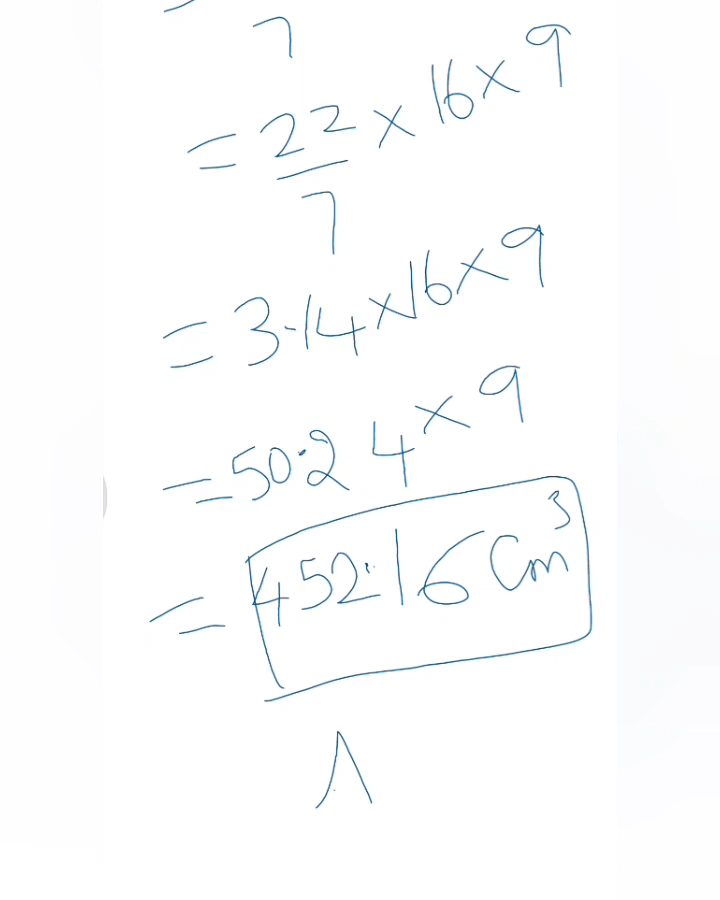 =
7
= 22 × 16 × 9
7
= 3.14 × 16 × 9
= 50.24 × 9
= 452.16 Cm³